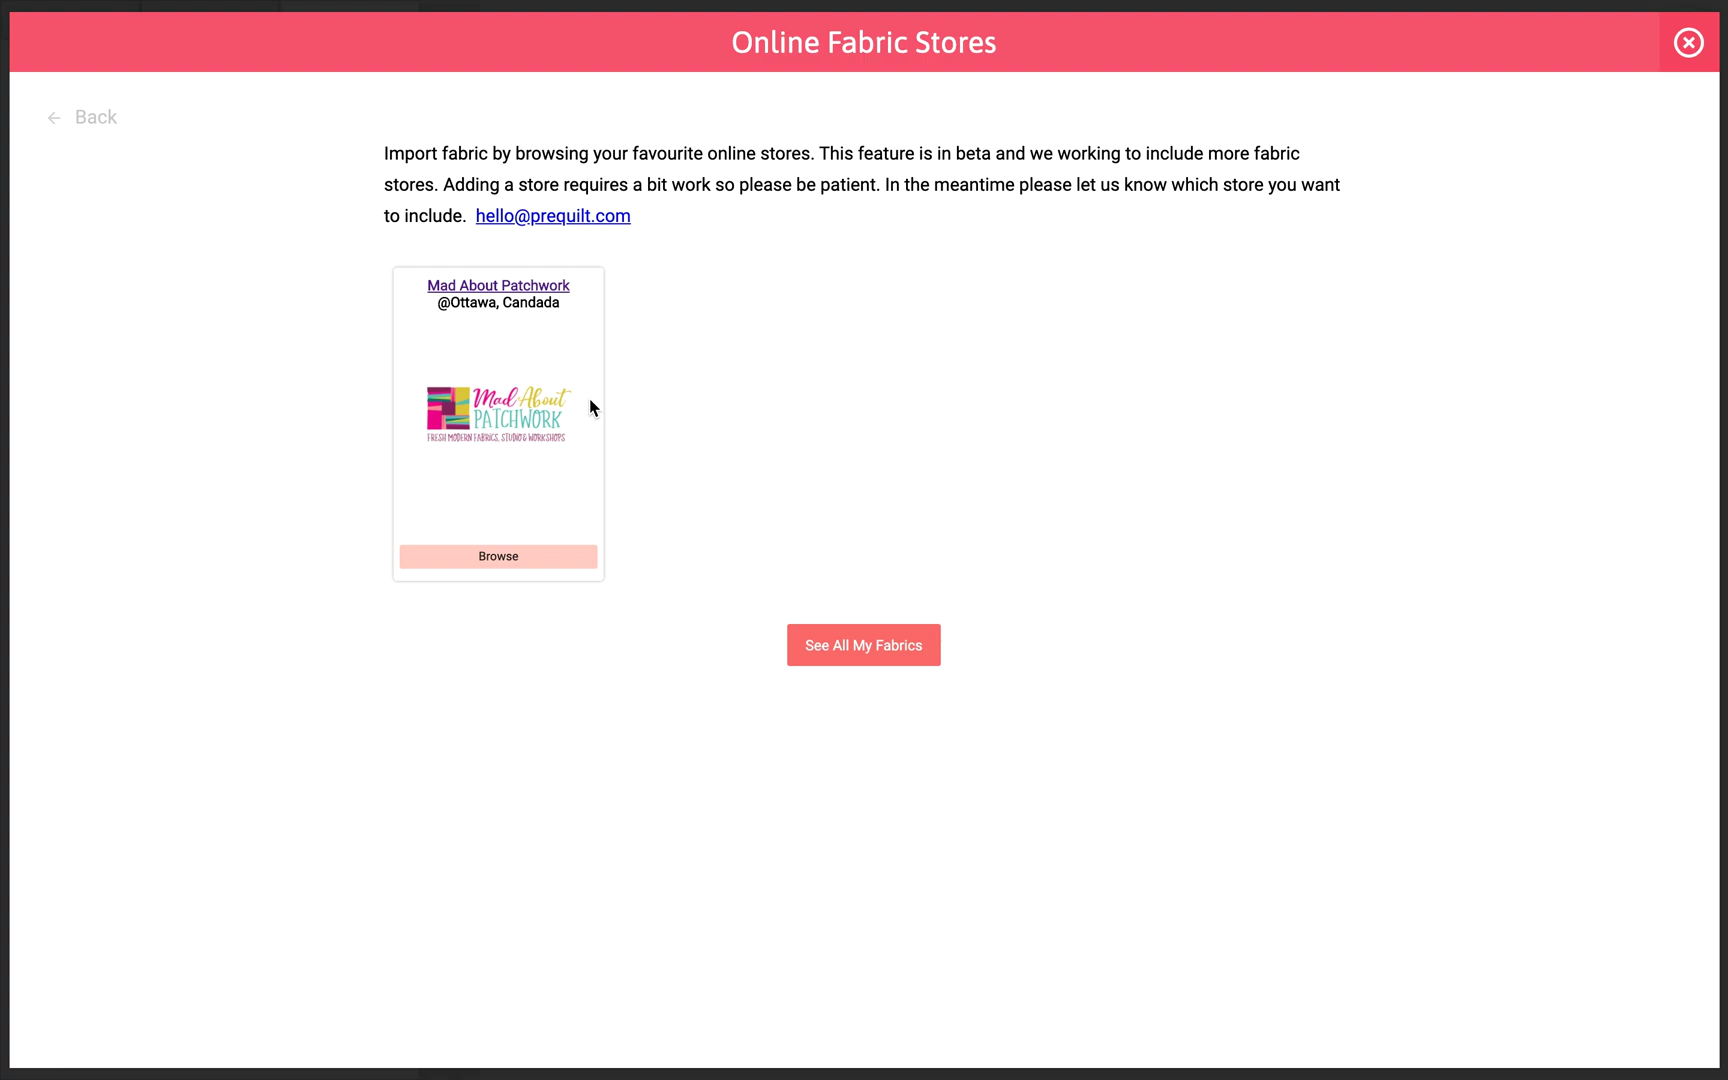 Online Fabric Stores
← Back
Import fabric by browsing your favourite online stores. This feature is in beta and we working to include more fabric
stores. Adding a store requires a bit work so please be patient. In the meantime please let us know which store you want
to include. hello@prequilt.com
Mad About Patchwork
@Ottawa, Candada
Mad About
PATCHWORK
FRESH MODERN FABRICS, STUDIO & WORKSHOPS
Browse
See All My Fabrics